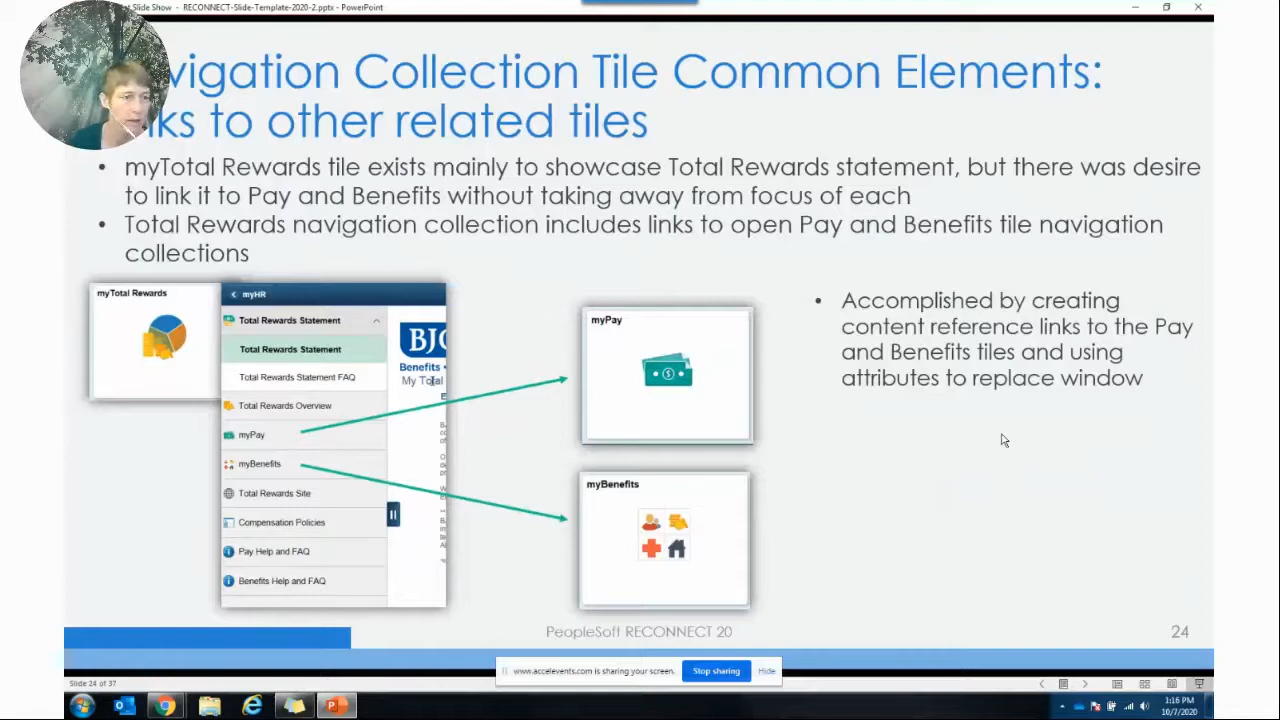 t Slide Show - RECONNECT-Slide-Template-2020-2.pptx - PowerPoint
vigation Collection Tile Common Elements:
ks to other related tiles
• myTotal Rewards tile exists mainly to showcase Total Rewards statement, but there was desire
to link it to Pay and Benefits without taking away from focus of each
• Total Rewards navigation collection includes links to open Pay and Benefits tile navigation
collections
myTotal Rewards
myHR
Total Rewards Statement
Total Rewards Statement
Total Rewards Statement FAQ
Total Rewards Overview
myPay
myBenefits
Total Rewards Site
Compensation Policies
Pay Help and FAQ
Benefits Help and FAQ
BJC
Benefits •
My Total
myPay
myBenefits
• Accomplished by creating
content reference links to the Pay
and Benefits tiles and using
attributes to replace window
PeopleSoft RECONNECT 20
24
www.accelevents.com is sharing your screen.
Stop sharing
Hide
Slide 24 of 37
1:16 PM
10/7/2020